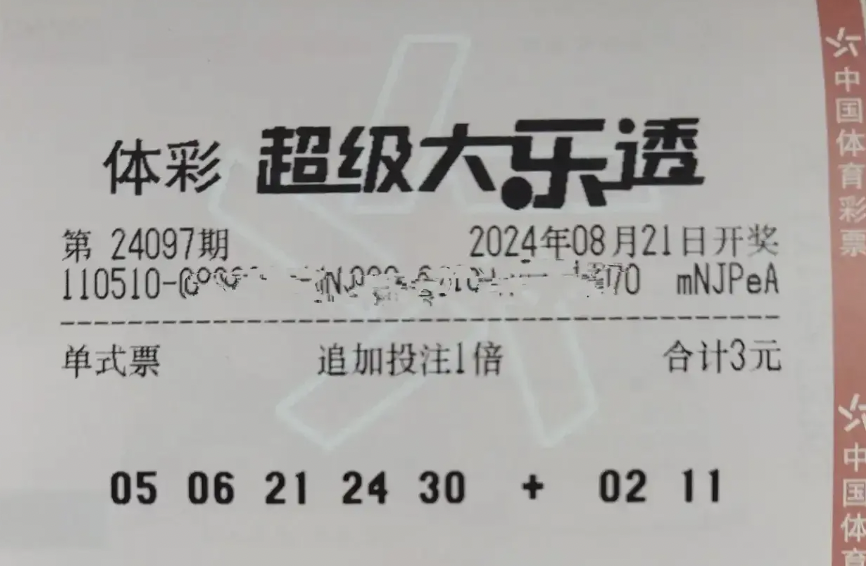 体彩 超级大乐透
第 24097期 2024年08月21日开奖
110510- mNJPeA
单式票 追加投注1倍 合计3元
05 06 21 24 30 + 02 11
中国体育彩票
中国体育